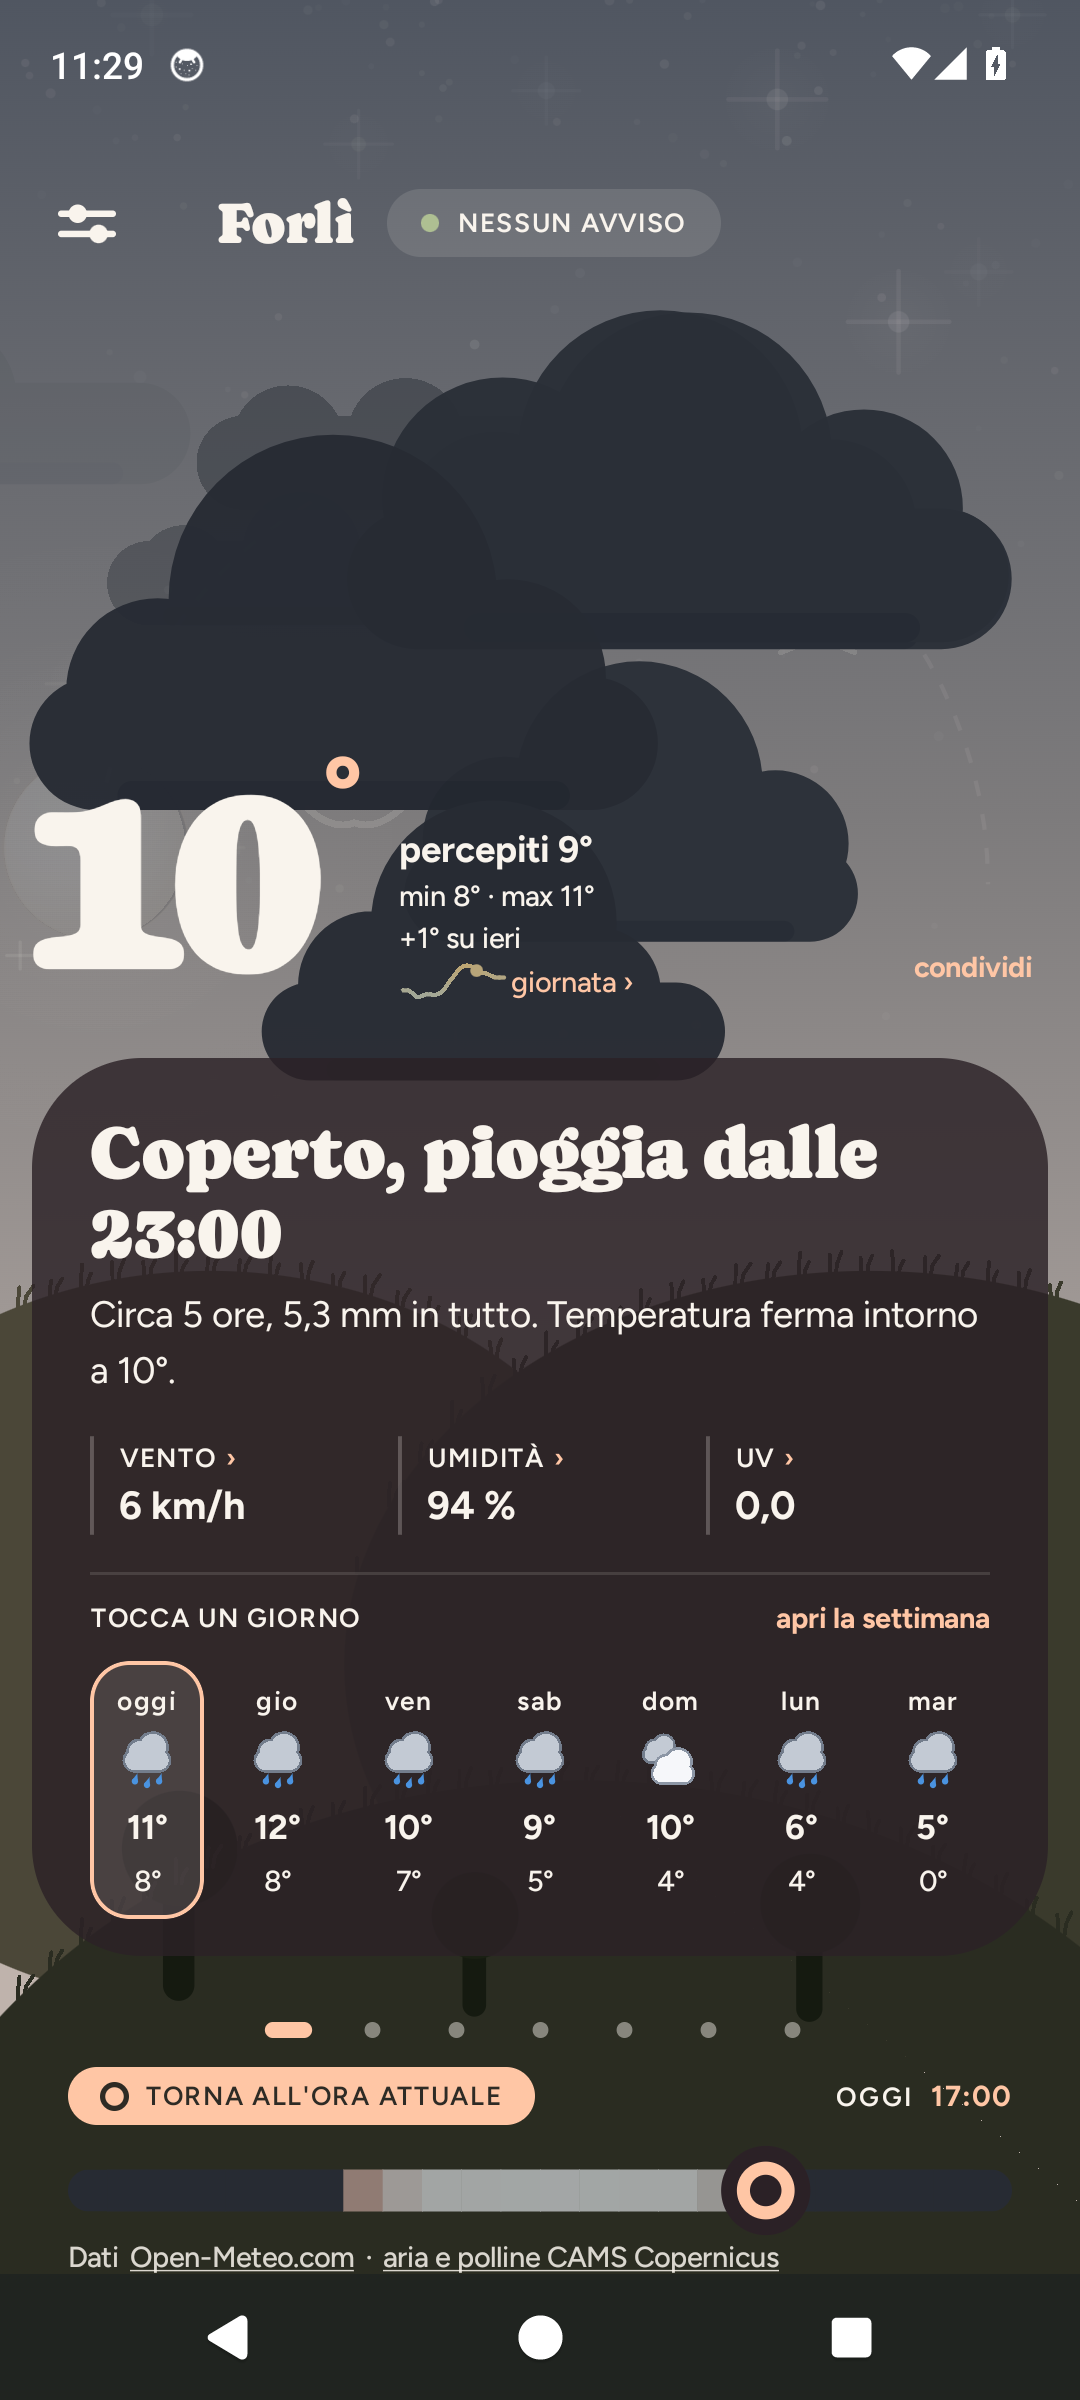 11:29
Forlì
NESSUN AVVISO
10°
percepiti 9°
min 8° · max 11°
+1° su ieri
giornata ›
condividi
Coperto, pioggia dalle
23:00
Circa 5 ore, 5,3 mm in tutto. Temperatura ferma intorno
a 10°.
VENTO › UMIDITÀ › UV ›
6 km/h 94 % 0,0
TOCCA UN GIORNO apri la settimana
oggi gio ven sab dom lun mar
11° 12° 10° 9° 10° 6° 5°
8° 8° 7° 5° 4° 4° 0°
TORNA ALL'ORA ATTUALE OGGI 17:00
Dati Open-Meteo.com · aria e polline CAMS Copernicus